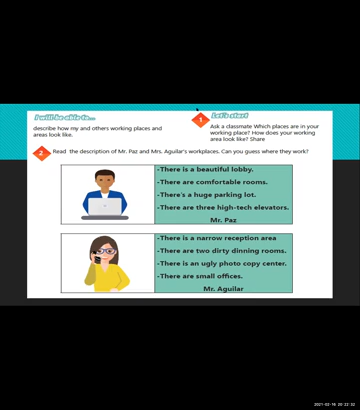 I will be able to...
describe how my and others working places and
areas look like.
1
Let's start
Ask a classmate Which places are in your
working place? How does your working
area look like? Share
2
Read the description of Mr. Paz and Mrs. Aguilar's workplaces. Can you guess where they work?
-There is a beautiful lobby.
-There are comfortable rooms.
-There's a huge parking lot.
-There are three high-tech elevators.
Mr. Paz
-There is a narrow reception area
-There are two dirty dinning rooms.
-There is an ugly photo copy center.
-There are small offices.
Mr. Aguilar
2021-02-16 20:22:32